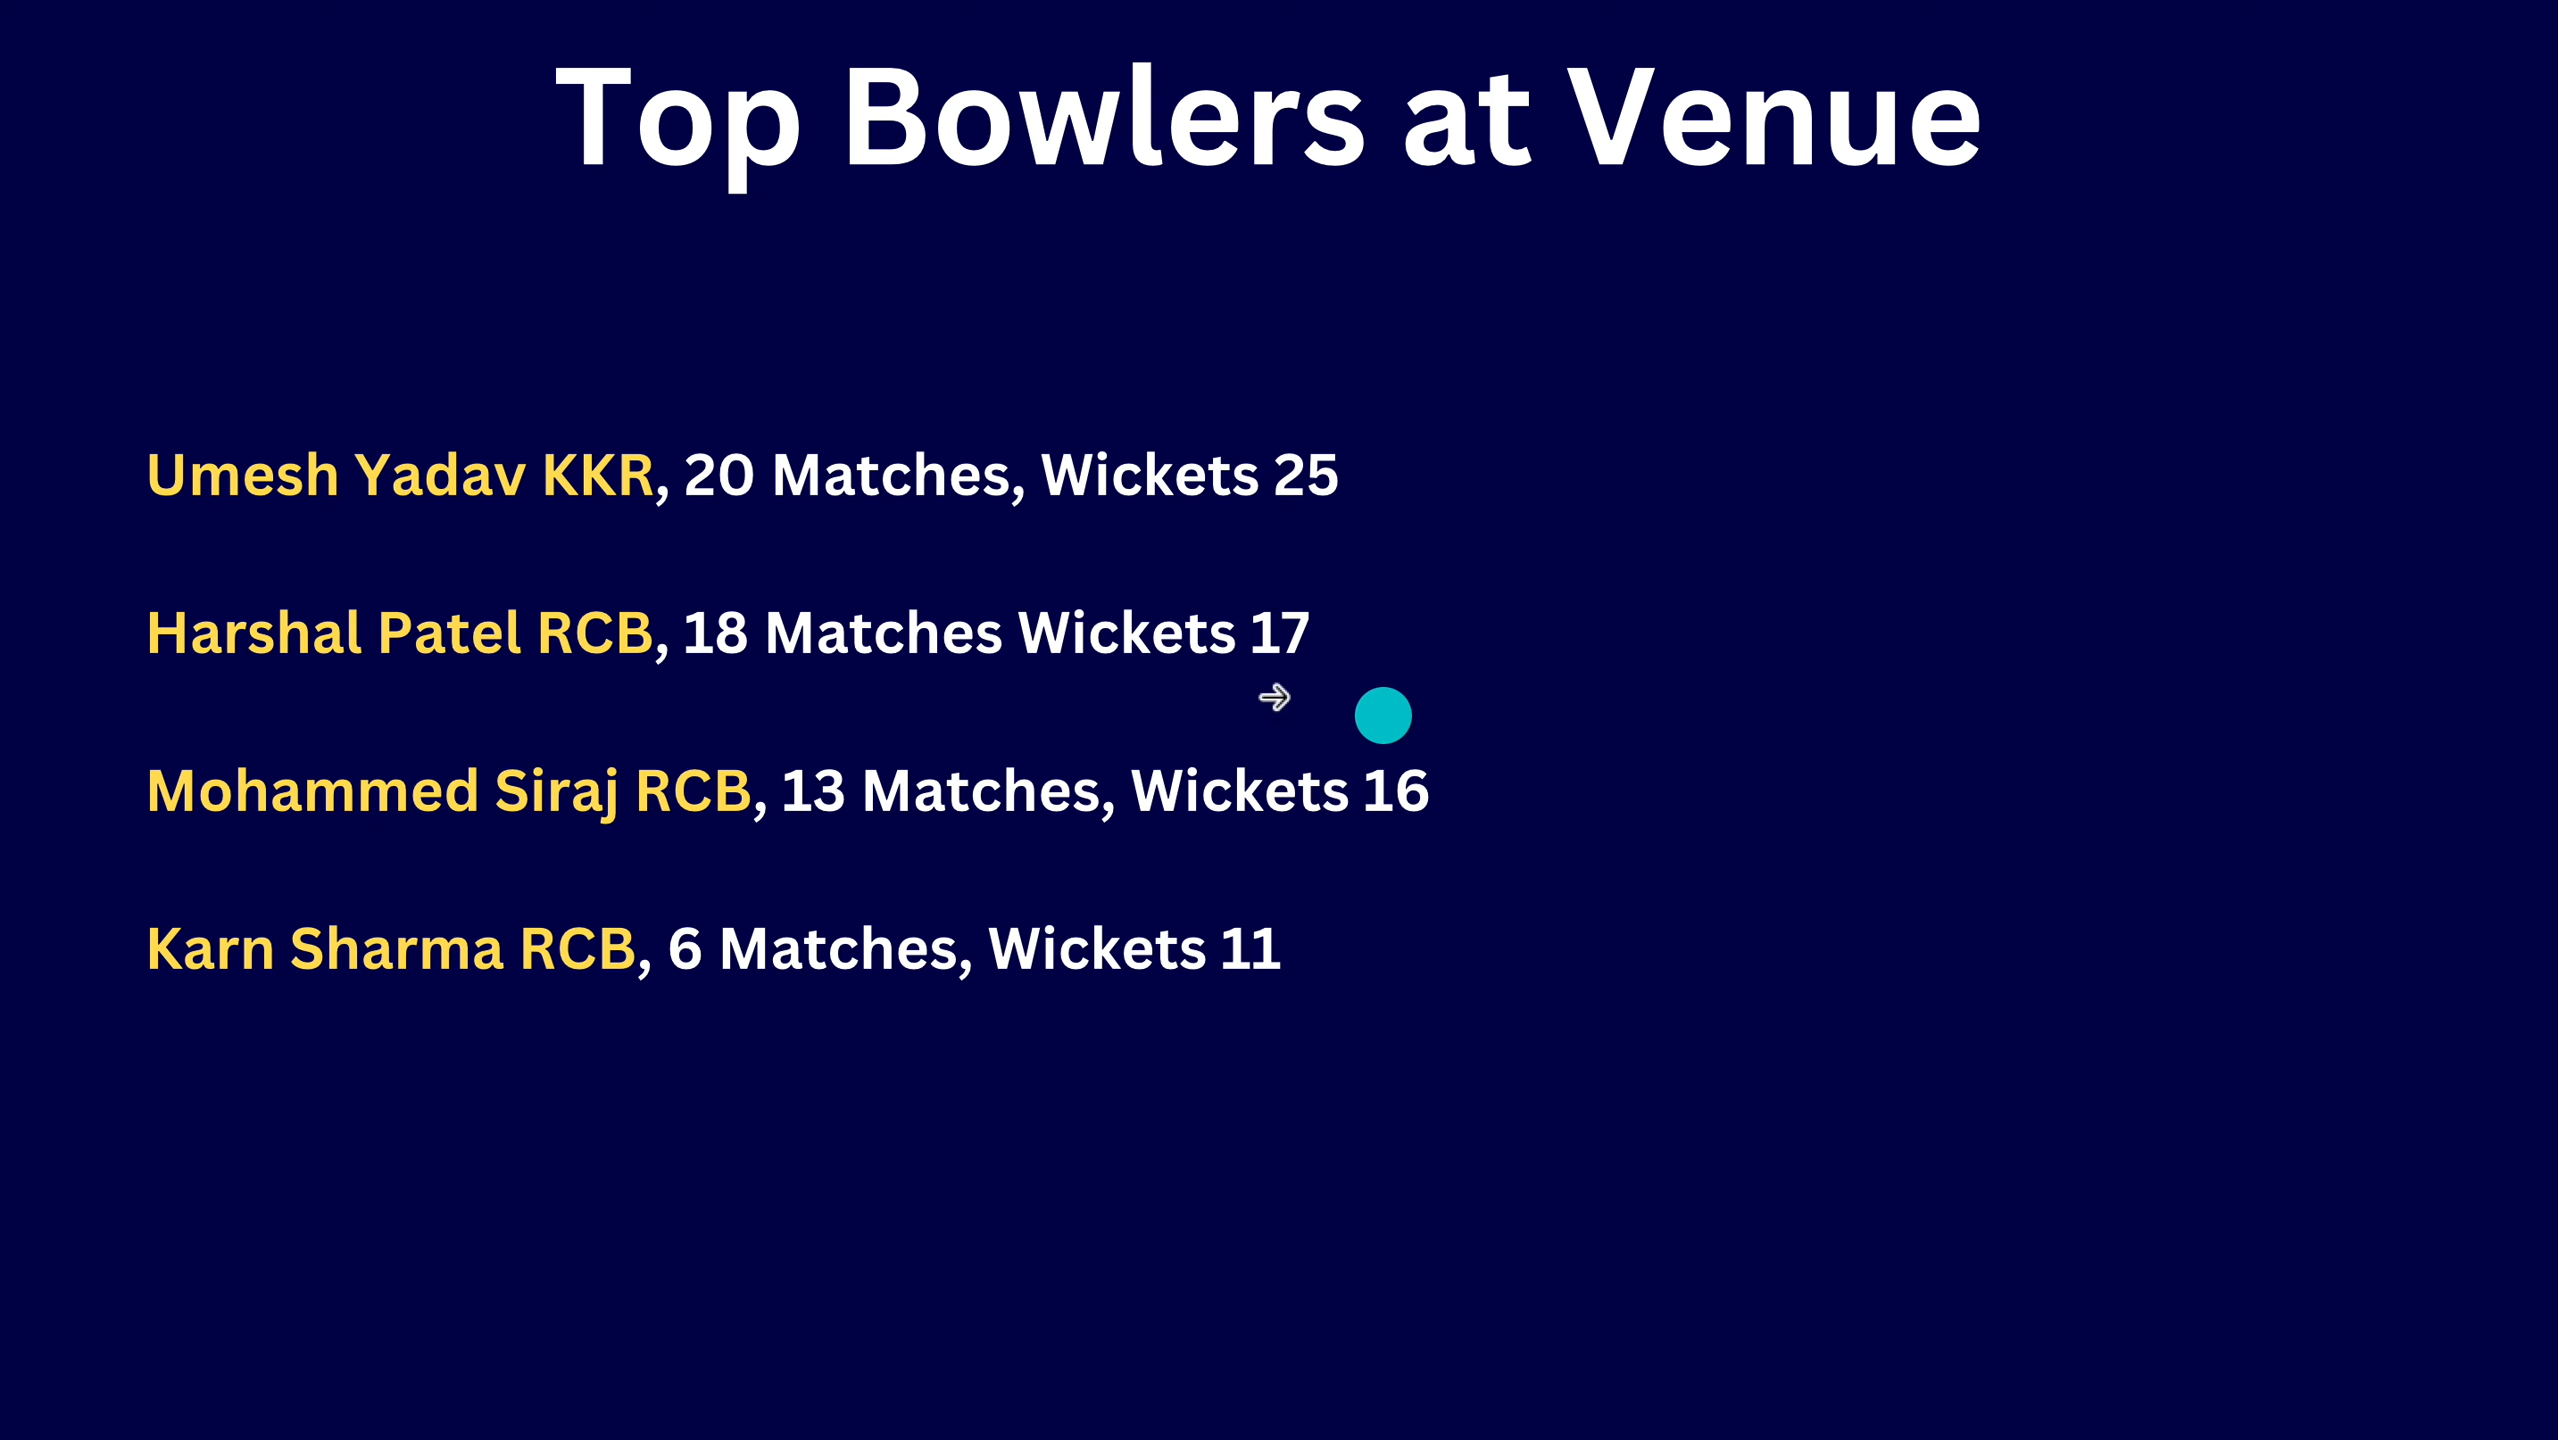 Top Bowlers at Venue
Umesh Yadav KKR, 20 Matches, Wickets 25
Harshal Patel RCB, 18 Matches Wickets 17
Mohammed Siraj RCB, 13 Matches, Wickets 16
Karn Sharma RCB, 6 Matches, Wickets 11